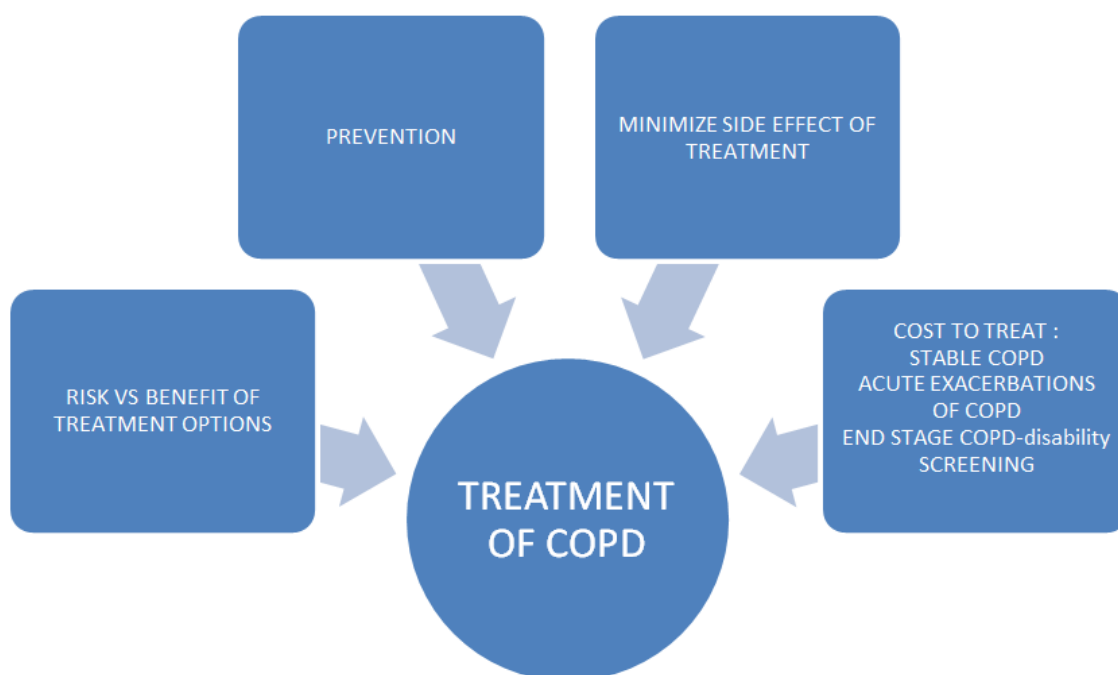 PREVENTION
MINIMIZE SIDE EFFECT OF
TREATMENT
RISK VS BENEFIT OF
TREATMENT OPTIONS
COST TO TREAT :
STABLE COPD
ACUTE EXACERBATIONS
OF COPD
END STAGE COPD-disability
SCREENING
TREATMENT
OF COPD